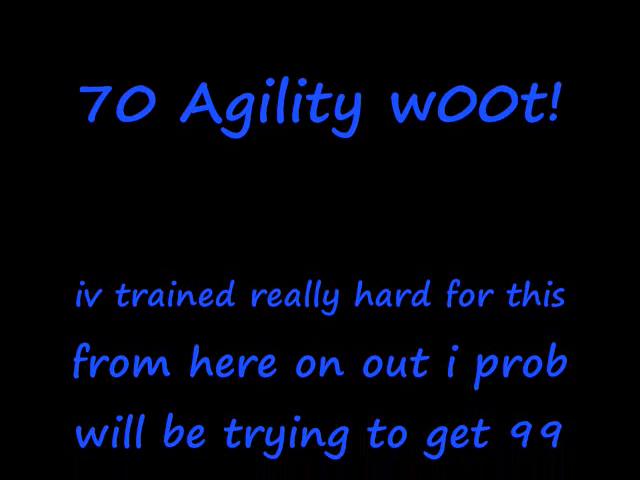 70 Agility w00t!
iv trained really hard for this
from here on out i prob
will be trying to get 99